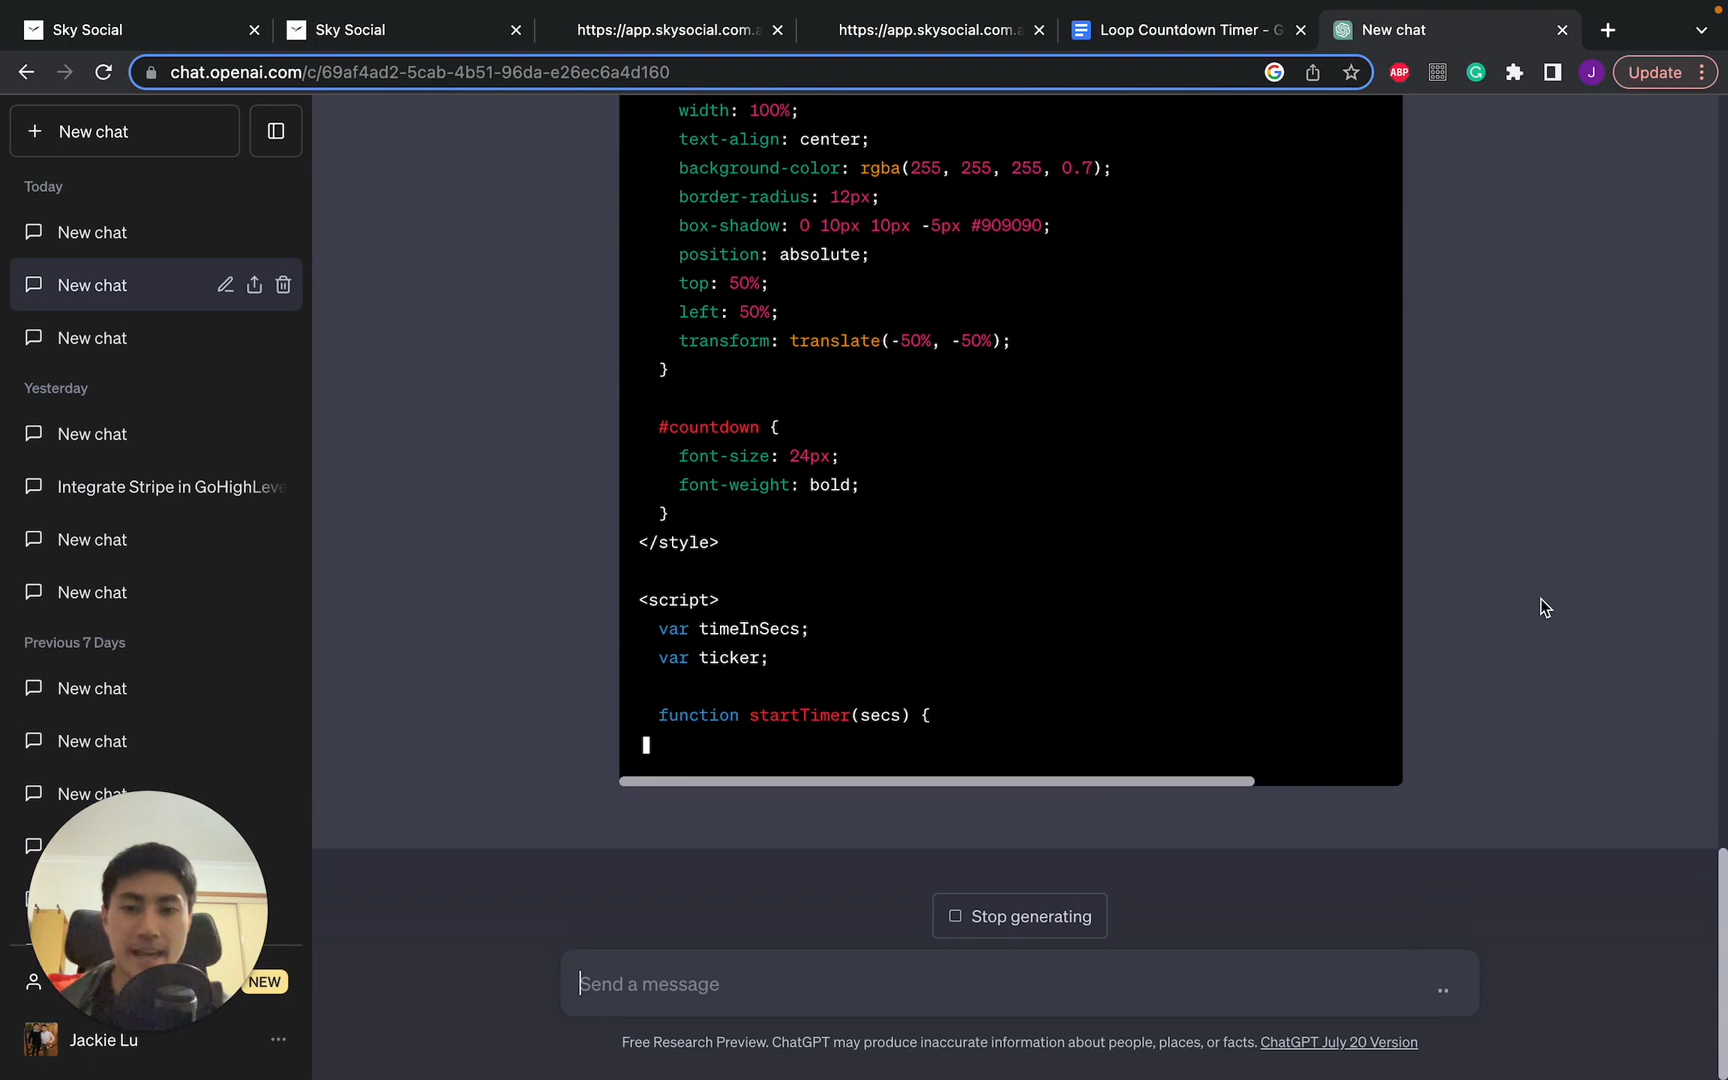 Sky Social
Sky Social
https://app.skysocial.com.a
https://app.skysocial.com.a
Loop Countdown Timer - G
New chat
chat.openai.com/c/69af4ad2-5cab-4b51-96da-e26ec6a4d160
ABP
J
Update
New chat
Today
New chat
New chat
New chat
Yesterday
New chat
Integrate Stripe in GoHighLeve
New chat
New chat
Previous 7 Days
New chat
New chat
New chat
NEW
Jackie Lu
width: 100%;
text-align: center;
background-color: rgba(255, 255, 255, 0.7);
border-radius: 12px;
box-shadow: 0 10px 10px -5px #909090;
position: absolute;
top: 50%;
left: 50%;
transform: translate(-50%, -50%);
}
#countdown {
font-size: 24px;
font-weight: bold;
}
</style>
<script>
var timeInSecs;
var ticker;
function startTimer(secs) {
Stop generating
Send a message
Free Research Preview. ChatGPT may produce inaccurate information about people, places, or facts. ChatGPT July 20 Version